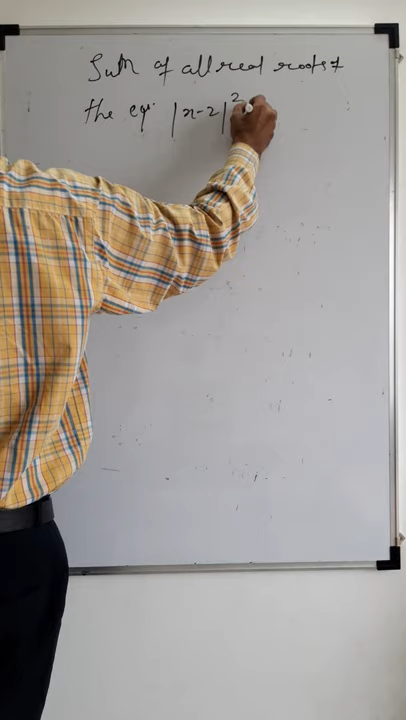 Sum of all real roots of
the eqn. |x-2|²